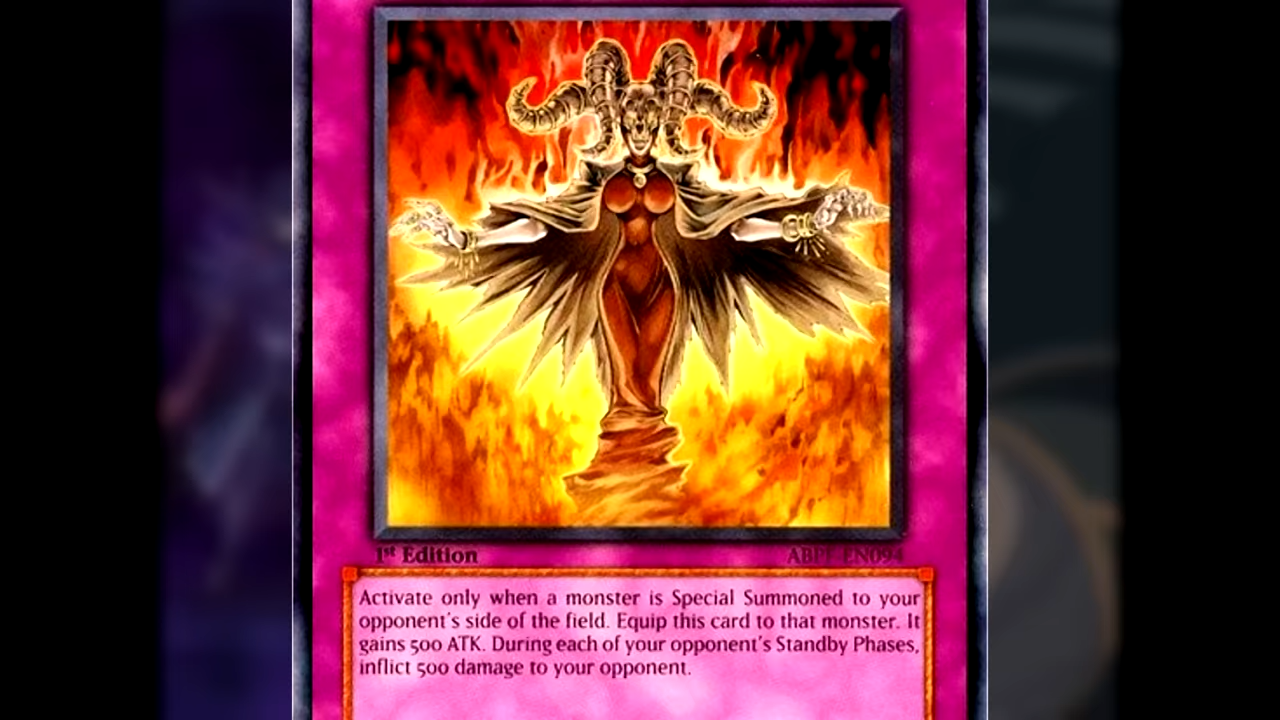 1st Edition ABPF-EN094
Activate only when a monster is Special Summoned to your
opponent's side of the field. Equip this card to that monster. It
gains 500 ATK. During each of your opponent's Standby Phases,
inflict 500 damage to your opponent.